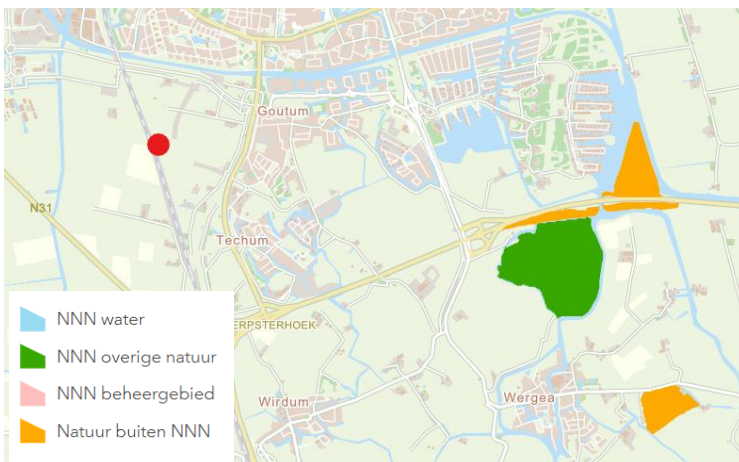 Goutum
N31
Techum
ERPSTERHOEK
Wirdum
Wergea
NNN water
NNN overige natuur
NNN beheergebied
Natuur buiten NNN